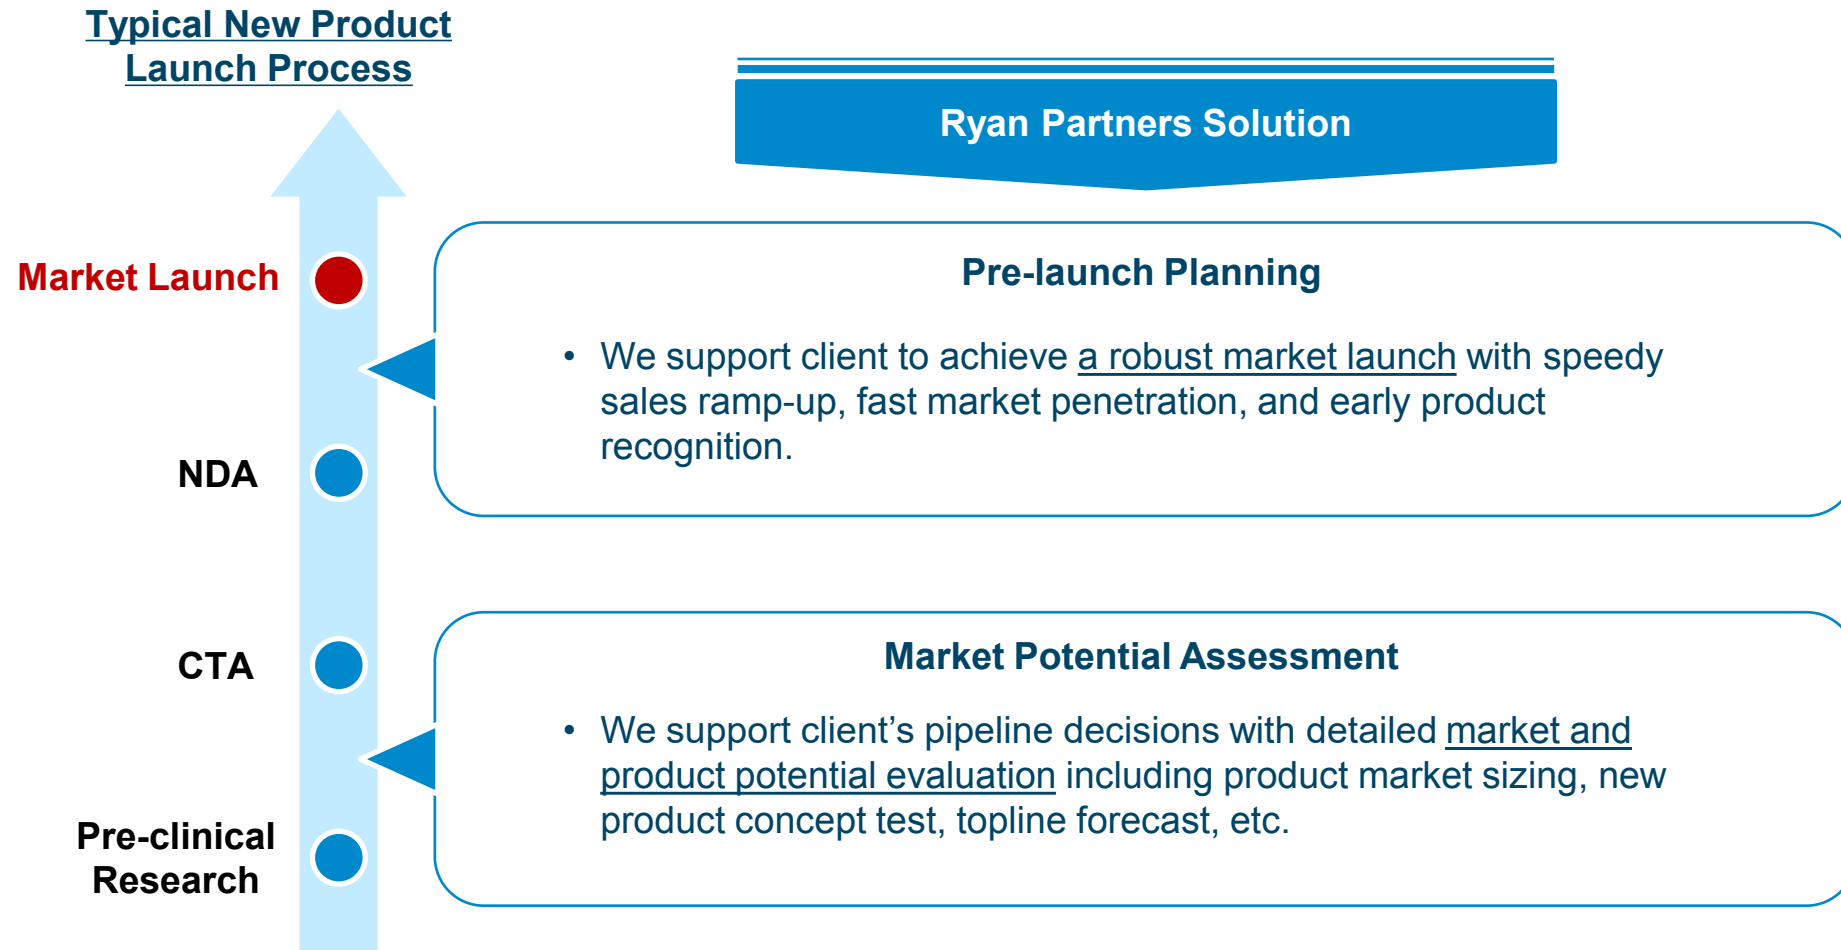 Typical New Product
Launch Process
Ryan Partners Solution
Market Launch
Pre-launch Planning
• We support client to achieve a robust market launch with speedy
sales ramp-up, fast market penetration, and early product
recognition.
NDA
CTA
Market Potential Assessment
• We support client’s pipeline decisions with detailed market and
product potential evaluation including product market sizing, new
product concept test, topline forecast, etc.
Pre-clinical
Research